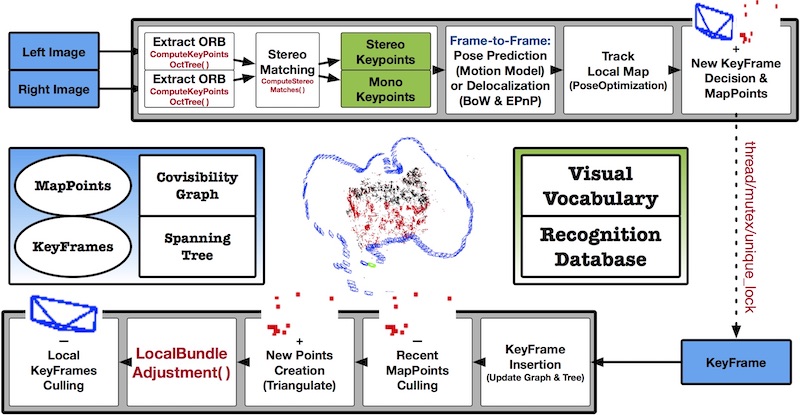 Left Image
Right Image
Extract ORB
ComputeKeyPoints
OctTree( )
Extract ORB
ComputeKeyPoints
OctTree( )
Stereo
Matching
ComputeStereo
Matches( )
Stereo
Keypoints
Mono
Keypoints
Frame-to-Frame:
Pose Prediction
(Motion Model)
or Delocalization
(BoW & EPnP)
Track
Local Map
(PoseOptimization)
+
New KeyFrame
Decision &
MapPoints
thread/mutex/unique_lock
MapPoints
KeyFrames
Covisibility
Graph
Spanning
Tree
Visual
Vocabulary
Recognition
Database
–
Local
KeyFrames
Culling
LocalBundle
Adjustment( )
+
New Points
Creation
(Triangulate)
–
Recent
MapPoints
Culling
KeyFrame
Insertion
(Update Graph & Tree)
KeyFrame